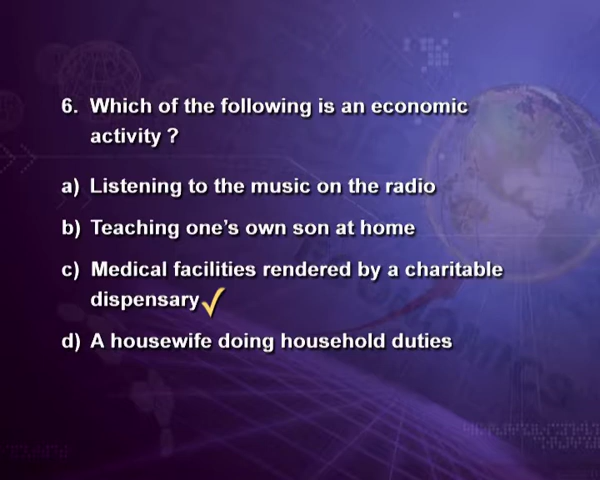 6. Which of the following is an economic
activity ?
a) Listening to the music on the radio
b) Teaching one's own son at home
c) Medical facilities rendered by a charitable
dispensary
d) A housewife doing household duties